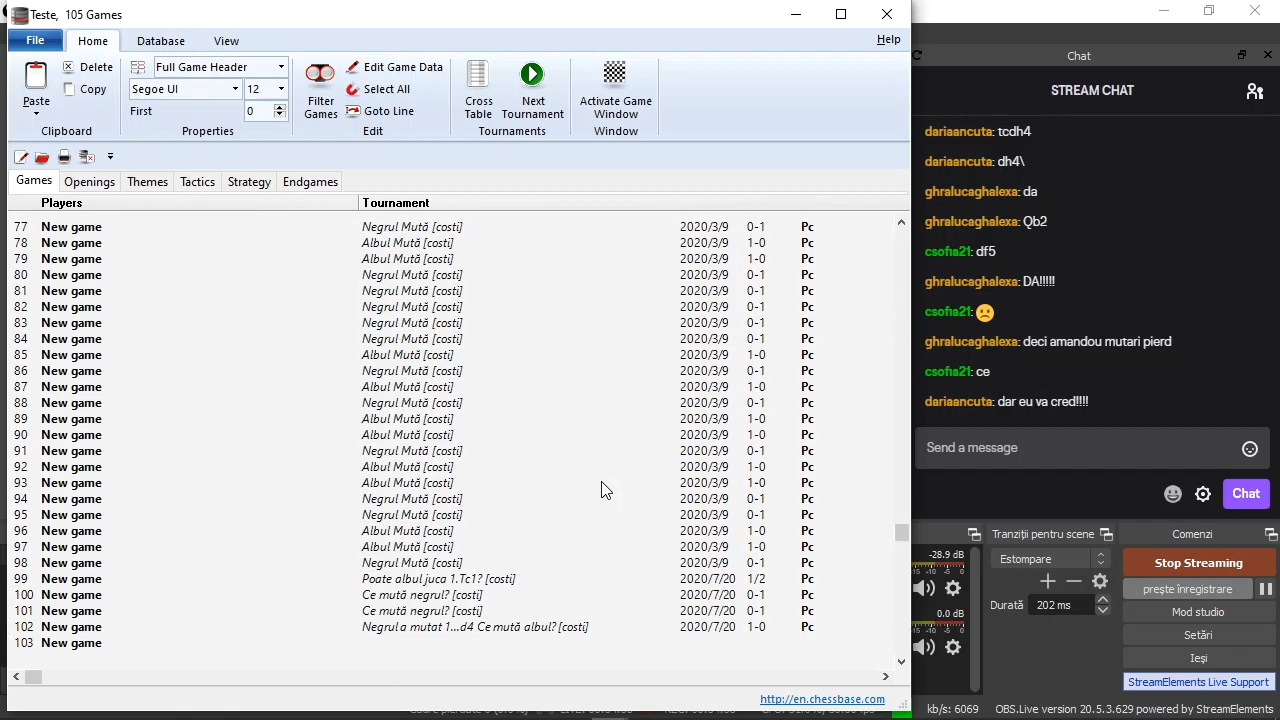 Teste, 105 Games
File Home Database View Help
Paste Delete Copy Clipboard
Full Game Header
Segoe UI 12
First 0
Properties
Filter Games
Edit Game Data
Select All
Goto Line
Edit
Cross Table Next Tournament
Tournaments
Activate Game Window
Window
Games Openings Themes Tactics Strategy Endgames
Players Tournament
77 New game Negrul Mută [costi] 2020/3/9 0-1 Pc
78 New game Albul Mută [costi] 2020/3/9 1-0 Pc
79 New game Albul Mută [costi] 2020/3/9 1-0 Pc
80 New game Negrul Mută [costi] 2020/3/9 0-1 Pc
81 New game Negrul Mută [costi] 2020/3/9 0-1 Pc
82 New game Negrul Mută [costi] 2020/3/9 0-1 Pc
83 New game Negrul Mută [costi] 2020/3/9 0-1 Pc
84 New game Negrul Mută [costi] 2020/3/9 0-1 Pc
85 New game Albul Mută [costi] 2020/3/9 1-0 Pc
86 New game Negrul Mută [costi] 2020/3/9 0-1 Pc
87 New game Albul Mută [costi] 2020/3/9 1-0 Pc
88 New game Negrul Mută [costi] 2020/3/9 0-1 Pc
89 New game Albul Mută [costi] 2020/3/9 1-0 Pc
90 New game Albul Mută [costi] 2020/3/9 1-0 Pc
91 New game Negrul Mută [costi] 2020/3/9 0-1 Pc
92 New game Albul Mută [costi] 2020/3/9 1-0 Pc
93 New game Albul Mută [costi] 2020/3/9 1-0 Pc
94 New game Negrul Mută [costi] 2020/3/9 0-1 Pc
95 New game Negrul Mută [costi] 2020/3/9 0-1 Pc
96 New game Albul Mută [costi] 2020/3/9 1-0 Pc
97 New game Albul Mută [costi] 2020/3/9 1-0 Pc
98 New game Negrul Mută [costi] 2020/3/9 0-1 Pc
99 New game Poate albul juca 1.Tc1? [costi] 2020/7/20 1/2 Pc
100 New game Ce mută negrul? [costi] 2020/7/20 0-1 Pc
101 New game Ce mută negrul? [costi] 2020/7/20 0-1 Pc
102 New game Negrul a mutat 1...d4 Ce mută albul? [costi] 2020/7/20 1-0 Pc
103 New game
http://en.chessbase.com
Chat
STREAM CHAT
dariaancuta: tcdh4
dariaancuta: dh4\
ghralucaghalexa: da
ghralucaghalexa: Qb2
csofia21: df5
ghralucaghalexa: DA!!!!!
csofia21:
ghralucaghalexa: deci amandou mutari pierd
csofia21: ce
dariaancuta: dar eu va cred!!!!
Send a message
Chat
Tranziții pentru scene Comenzi
-28.9 dB
Estompare
Stop Streaming
preşte înregistrare
Durată 202 ms
0.0 dB
Mod studio
Setări
Ieși
StreamElements Live Support
kb/s: 6069 OBS.Live version 20.5.3.629 powered by StreamElements